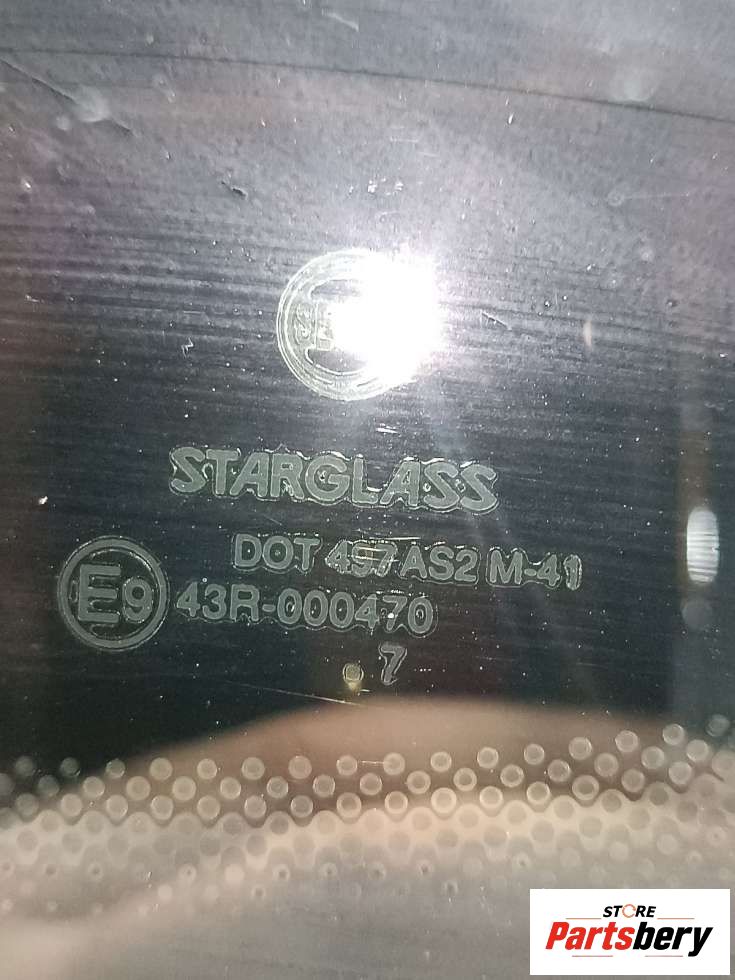 STARGLASS
DOT 497 AS2 M-41
E9 43R-000470
7
STORE
Partsbery